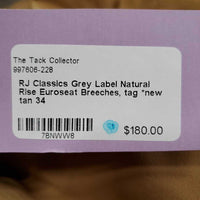 The Tack Collector
997606-228
RJ Classics Grey Label Natural
Rise Euroseat Breeches, tag *new
tan 34
78NWW8
$180.00